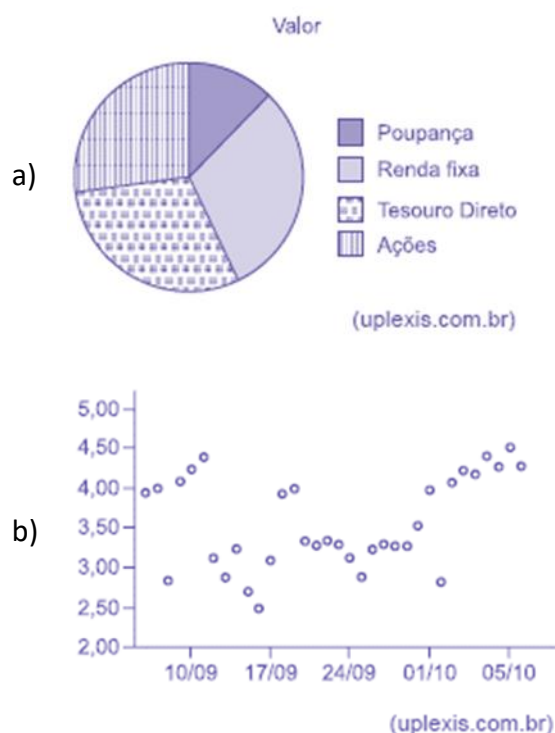 Valor
a)
Poupança
Renda fixa
Tesouro Direto
Ações
(uplexis.com.br)
b)
5,00
4,50
4,00
3,50
3,00
2,50
2,00
10/09 17/09 24/09 01/10 05/10
(uplexis.com.br)